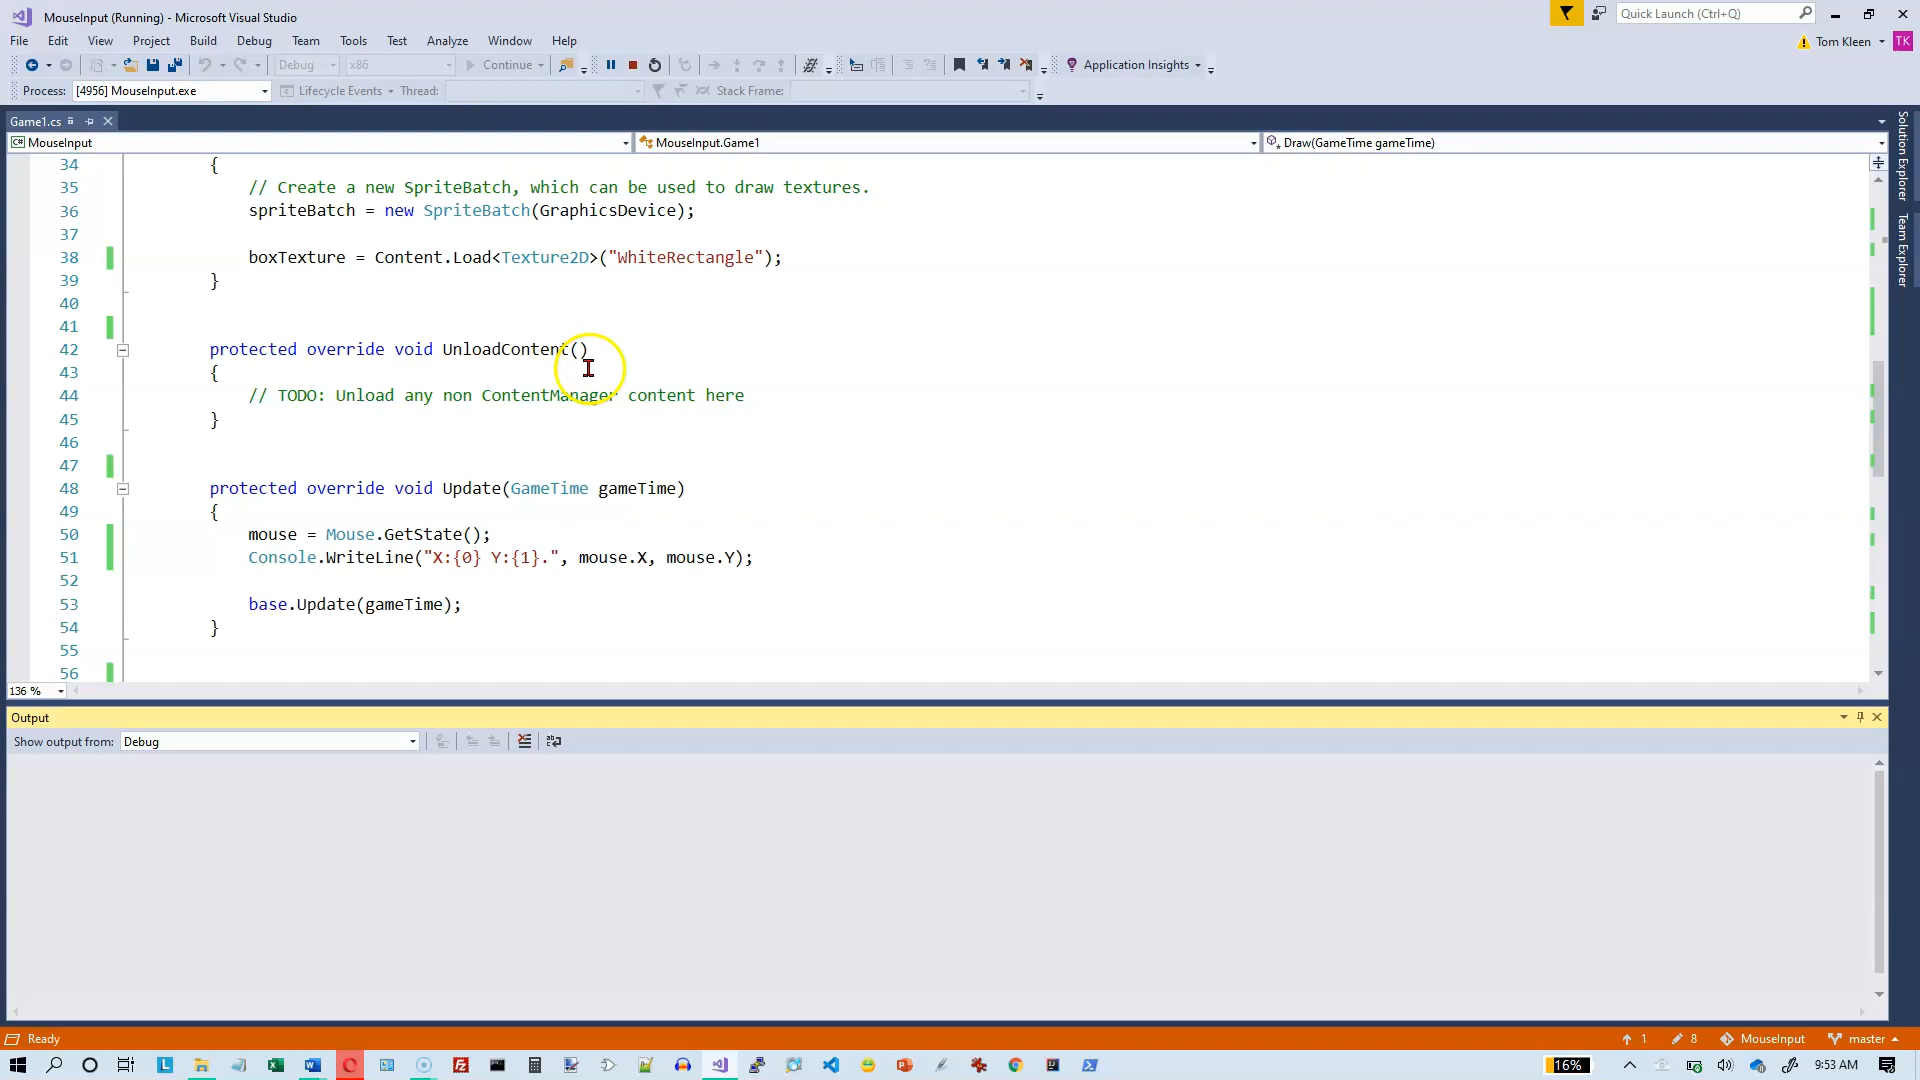 MouseInput (Running) - Microsoft Visual Studio
Quick Launch (Ctrl+Q)
File Edit View Project Build Debug Team Tools Test Analyze Window Help
Tom Kleen TK
Debug x86 Continue Application Insights
Process: [4956] MouseInput.exe Lifecycle Events Thread: Stack Frame:
Game1.cs
C# MouseInput MouseInput.Game1 Draw(GameTime gameTime)
Solution Explorer
Team Explorer
34 {
35 // Create a new SpriteBatch, which can be used to draw textures.
36 spriteBatch = new SpriteBatch(GraphicsDevice);
37
38 boxTexture = Content.Load<Texture2D>("WhiteRectangle");
39 }
40
41
42 protected override void UnloadContent()
43 {
44 // TODO: Unload any non ContentManager content here
45 }
46
47
48 protected override void Update(GameTime gameTime)
49 {
50 mouse = Mouse.GetState();
51 Console.WriteLine("X:{0} Y:{1}.", mouse.X, mouse.Y);
52
53 base.Update(gameTime);
54 }
55
56
136 %
Output
Show output from: Debug
Ready 1 8 MouseInput master
16% 9:53 AM